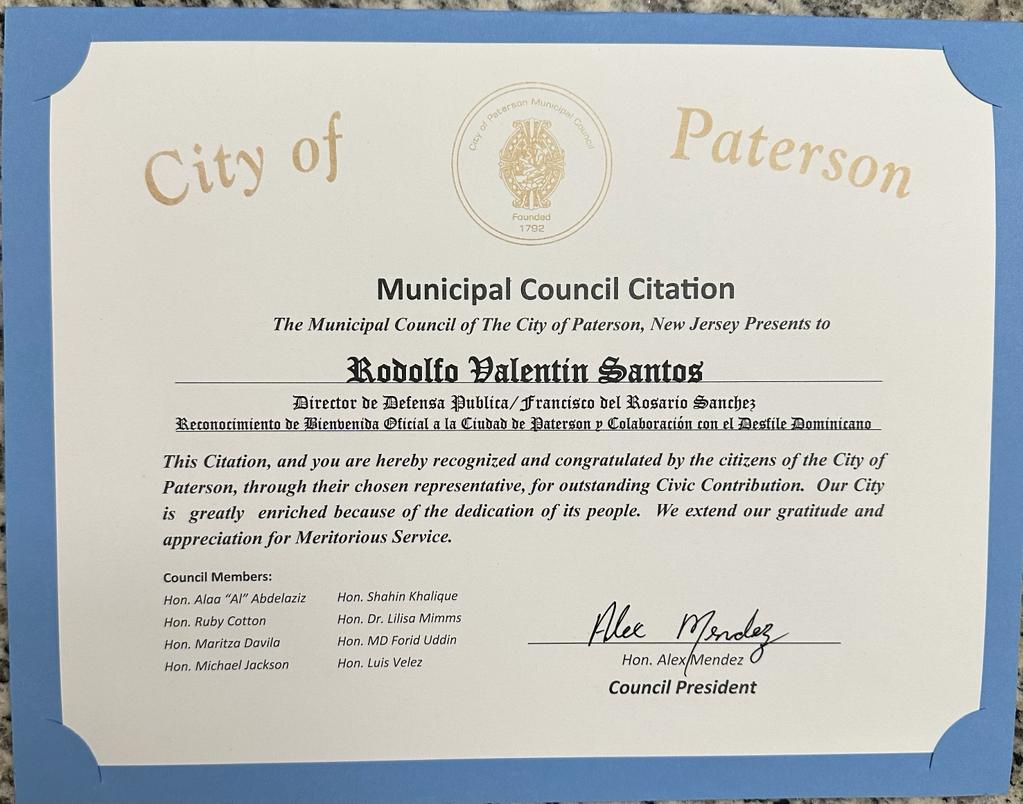 City of Paterson
City of Paterson Municipal Council
Founded
1792
Municipal Council Citation
The Municipal Council of The City of Paterson, New Jersey Presents to
Rodolfo Valentin Santos
Director de Defensa Publica/Francisco del Rosario Sanchez
Reconocimiento de Bienvenida Oficial a la Ciudad de Paterson y Colaboración con el Desfile Dominicano
This Citation, and you are hereby recognized and congratulated by the citizens of the City of
Paterson, through their chosen representative, for outstanding Civic Contribution. Our City
is greatly enriched because of the dedication of its people. We extend our gratitude and
appreciation for Meritorious Service.
Council Members:
Hon. Alaa “Al” Abdelaziz
Hon. Ruby Cotton
Hon. Maritza Davila
Hon. Michael Jackson
Hon. Shahin Khalique
Hon. Dr. Lilisa Mimms
Hon. MD Forid Uddin
Hon. Luis Velez
Alex Mendez
Hon. Alex Mendez
Council President